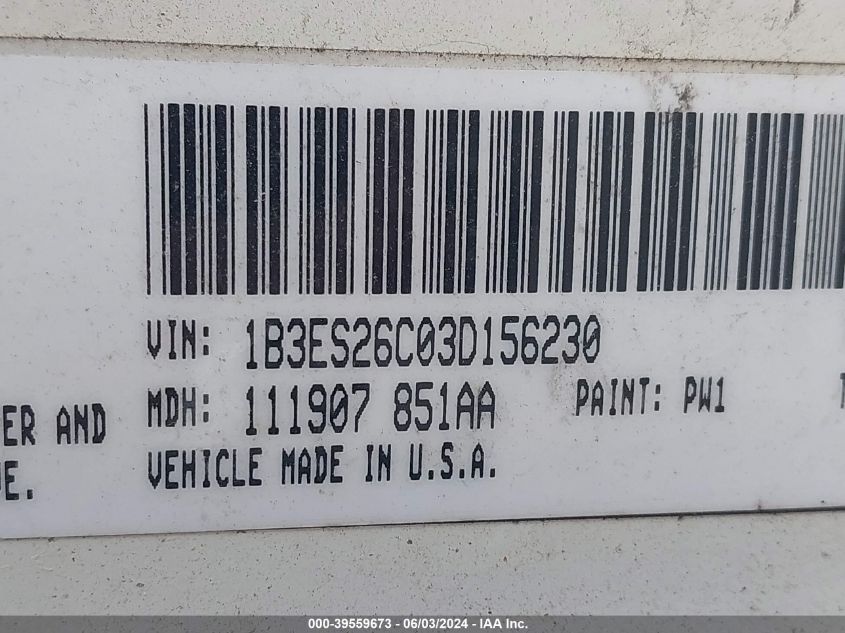 VIN: 1B3ES26C03D156230
MDH: 111907 851AA PAINT: PW1
ER AND
VEHICLE MADE IN U.S.A.
E.
000-39559673 - 06/03/2024 - IAA Inc.